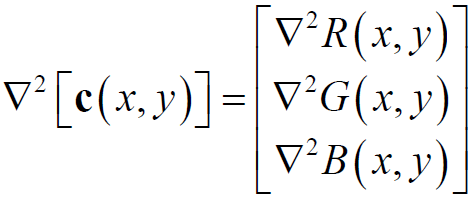 ∇²[c(x, y)] = [∇²R(x, y)
∇²G(x, y)
∇²B(x, y)]